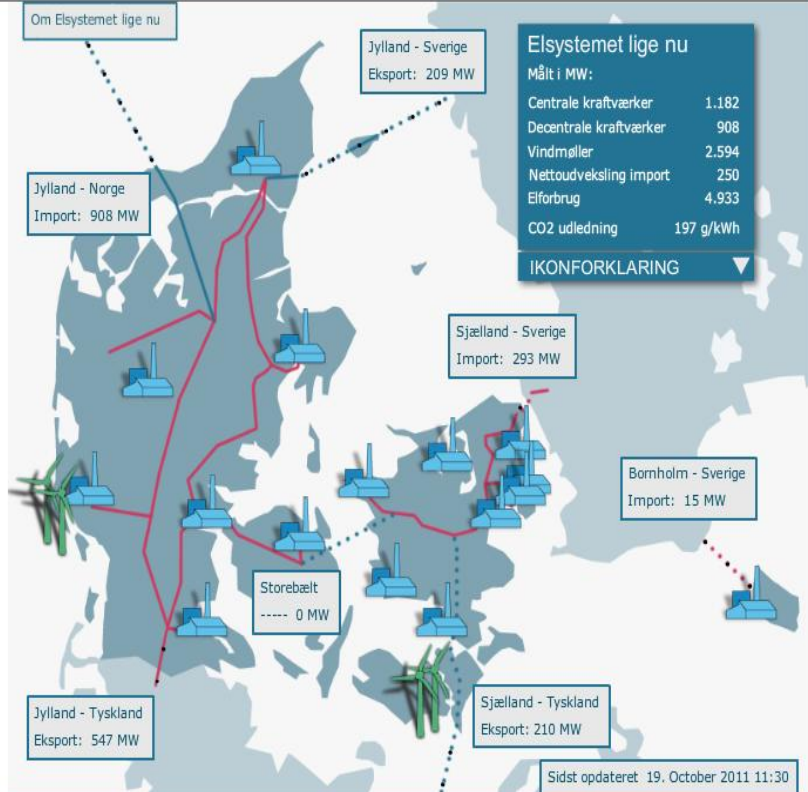 Om Elsystemet lige nu
Jylland - Sverige
Eksport: 209 MW
Elsystemet lige nu
Målt i MW:
Centrale kraftværker 1.182
Decentrale kraftværker 908
Vindmøller 2.594
Nettoudveksling import 250
Elforbrug 4.933
CO2 udledning 197 g/kWh
IKONFORKLARING
Jylland - Norge
Import: 908 MW
Sjælland - Sverige
Import: 293 MW
Bornholm - Sverige
Import: 15 MW
Storebælt
----- 0 MW
Jylland - Tyskland
Eksport: 547 MW
Sjælland - Tyskland
Eksport: 210 MW
Sidst opdateret 19. October 2011 11:30